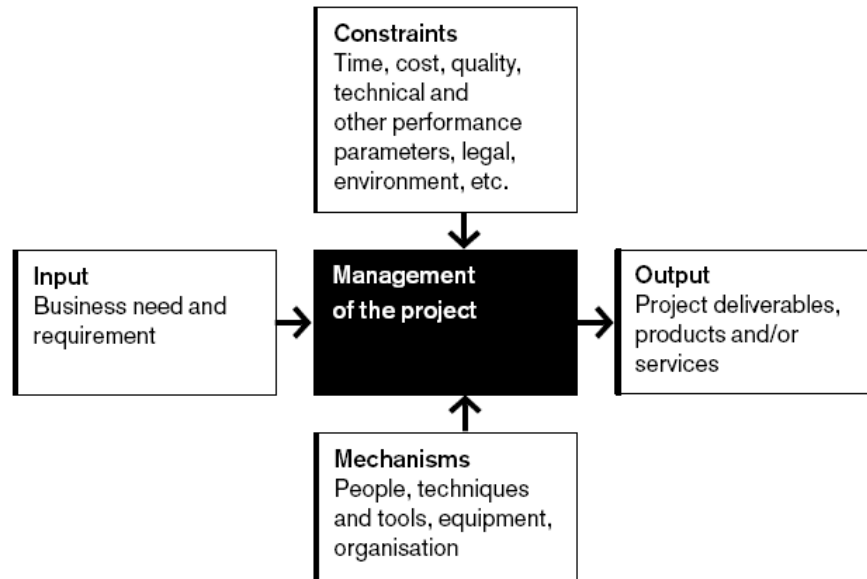 Constraints
Time, cost, quality,
technical and
other performance
parameters, legal,
environment, etc.
Input
Business need and
requirement
Management
of the project
Output
Project deliverables,
products and/or
services
Mechanisms
People, techniques
and tools, equipment,
organisation